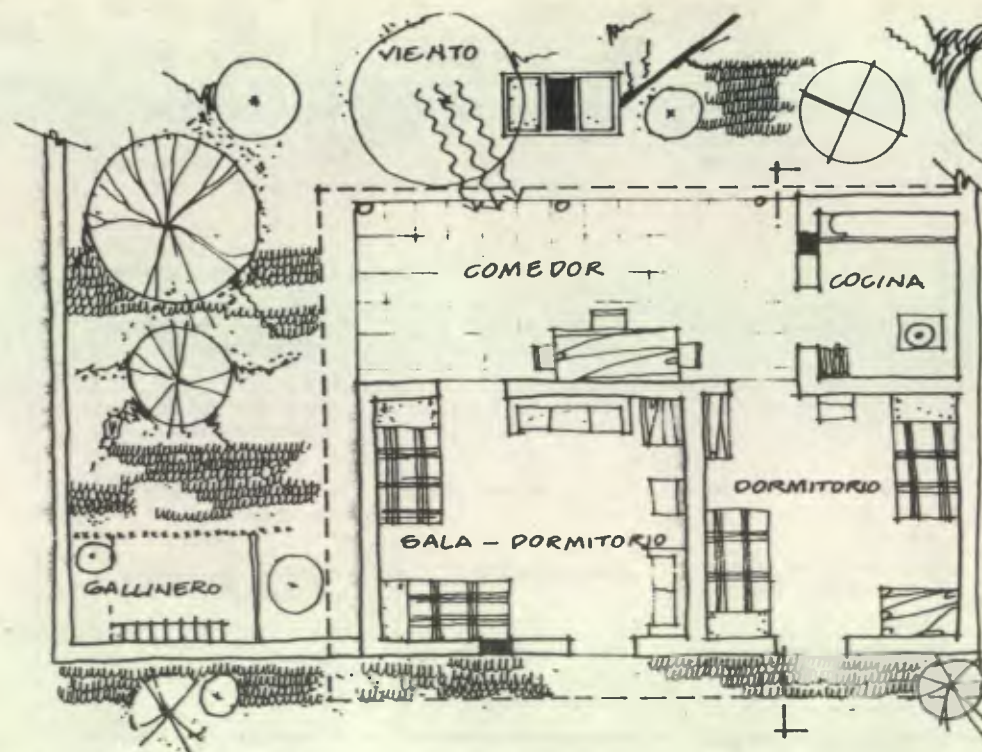 VIENTO
COMEDOR
COCINA
DORMITORIO
SALA - DORMITORIO
GALLINERO